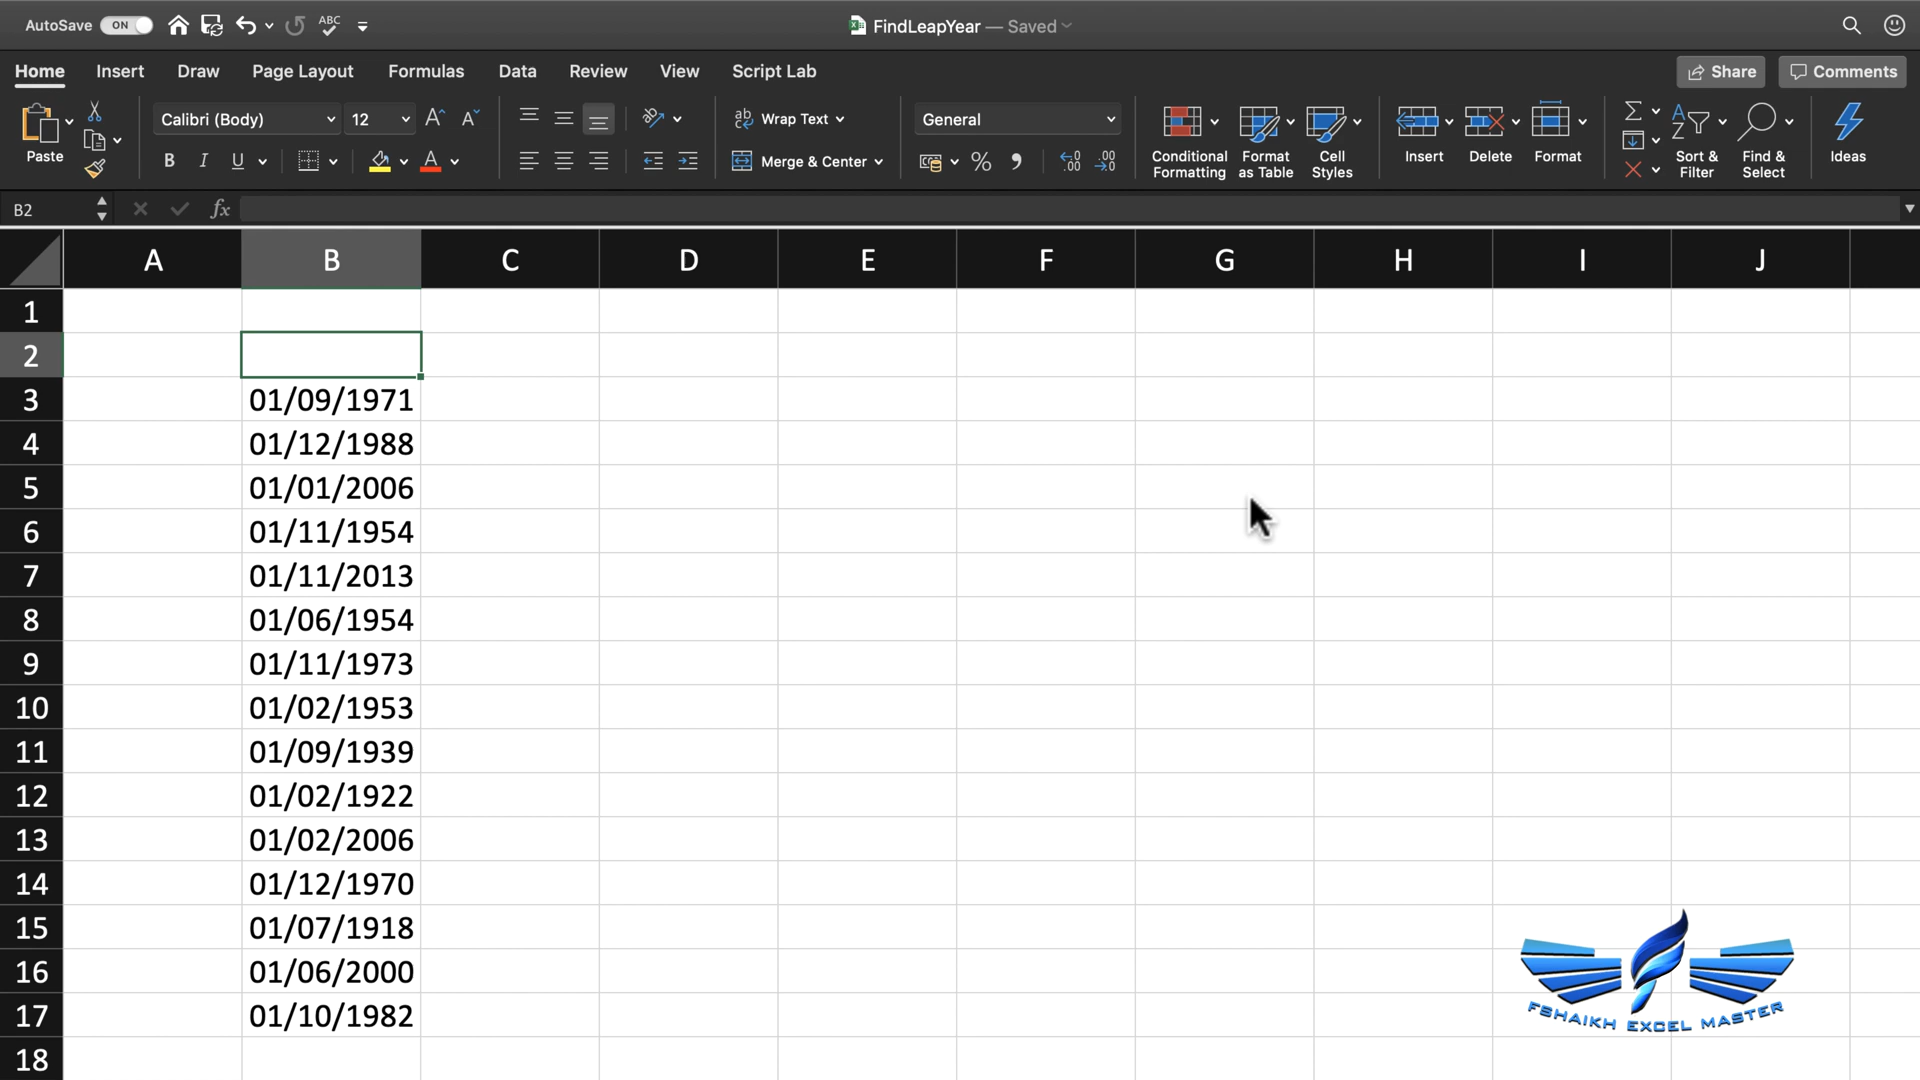 AutoSave ON ABC FindLeapYear — Saved
Home Insert Draw Page Layout Formulas Data Review View Script Lab Share Comments
Paste Calibri (Body) 12 A A Wrap Text General Conditional Formatting Format as Table Cell Styles Insert Delete Format Sort & Filter Find & Select Ideas
B I U A Merge & Center %
B2 fx
A B C D E F G H I J
1
2
3 01/09/1971
4 01/12/1988
5 01/01/2006
6 01/11/1954
7 01/11/2013
8 01/06/1954
9 01/11/1973
10 01/02/1953
11 01/09/1939
12 01/02/1922
13 01/02/2006
14 01/12/1970
15 01/07/1918
16 01/06/2000
17 01/10/1982
18
FSHAIKH EXCEL MASTER